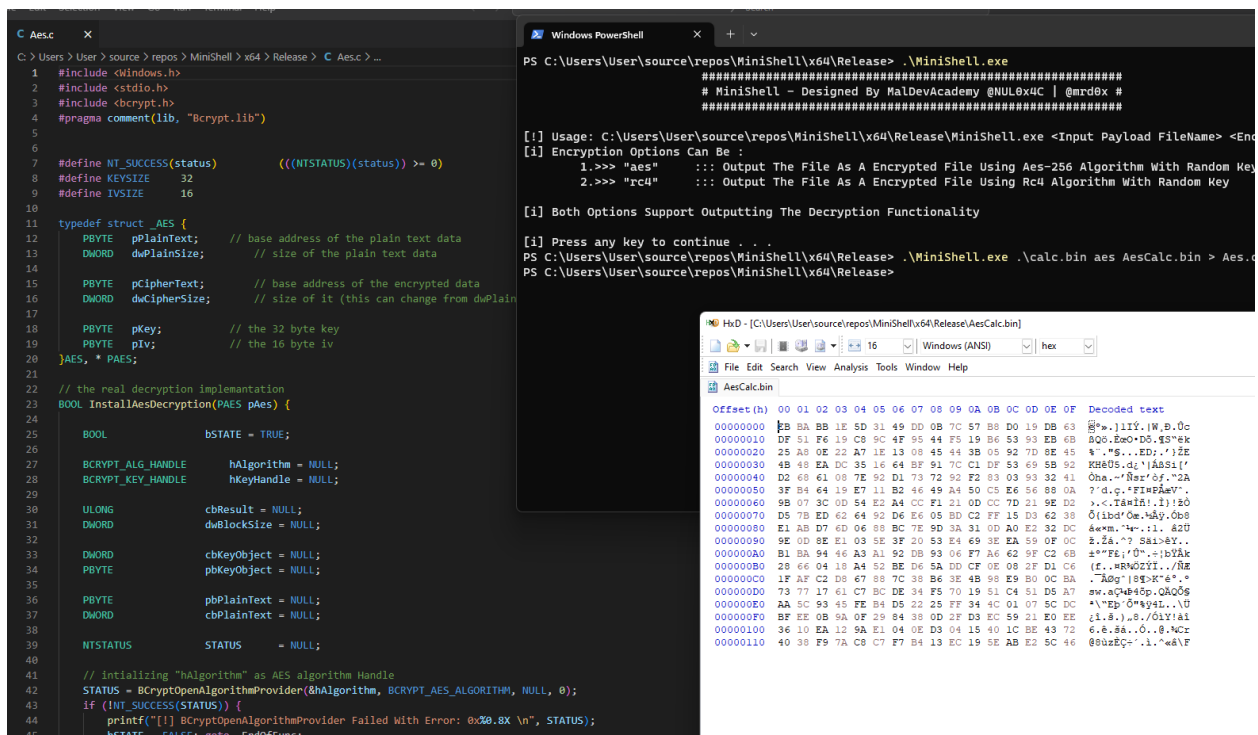 Aes.c
C: > Users > User > source > repos > MiniShell > x64 > Release > C Aes.c > ...
1 #include <Windows.h>
2 #include <stdio.h>
3 #include <bcrypt.h>
4 #pragma comment(lib, "Bcrypt.lib")
5
6
7 #define NT_SUCCESS(status) (((NTSTATUS)(status)) >= 0)
8 #define KEYSIZE 32
9 #define IVSIZE 16
10
11 typedef struct _AES {
12 PBYTE pPlainText; // base address of the plain text data
13 DWORD dwPlainSize; // size of the plain text data
14
15 PBYTE pCipherText; // base address of the encrypted data
16 DWORD dwCipherSize; // size of it (this can change from dwPlain
17
18 PBYTE pKey; // the 32 byte key
19 PBYTE pIv; // the 16 byte iv
20 }AES, * PAES;
21
22 // the real decryption implemantation
23 BOOL InstallAesDecryption(PAES pAes) {
24
25 BOOL bSTATE = TRUE;
26
27 BCRYPT_ALG_HANDLE hAlgorithm = NULL;
28 BCRYPT_KEY_HANDLE hKeyHandle = NULL;
29
30 ULONG cbResult = NULL;
31 DWORD dwBlockSize = NULL;
32
33 DWORD cbKeyObject = NULL;
34 PBYTE pbKeyObject = NULL;
35
36 PBYTE pbPlainText = NULL;
37 DWORD cbPlainText = NULL;
38
39 NTSTATUS STATUS = NULL;
40
41 // intializing "hAlgorithm" as AES algorithm Handle
42 STATUS = BCryptOpenAlgorithmProvider(&hAlgorithm, BCRYPT_AES_ALGORITHM, NULL, 0);
43 if (!NT_SUCCESS(STATUS)) {
44 printf("[!] BCryptOpenAlgorithmProvider Failed With Error: 0x%0.8X \n", STATUS);
Windows PowerShell
PS C:\Users\User\source\repos\MiniShell\x64\Release> .\MiniShell.exe
###########################################################
# MiniShell - Designed By MalDevAcademy @NUL0x4C | @mrd0x #
###########################################################
[!] Usage: C:\Users\User\source\repos\MiniShell\x64\Release\MiniShell.exe <Input Payload FileName> <Enc
[i] Encryption Options Can Be :
1.>>> "aes" ::: Output The File As A Encrypted File Using Aes-256 Algorithm With Random Key
2.>>> "rc4" ::: Output The File As A Encrypted File Using Rc4 Algorithm With Random Key
[i] Both Options Support Outputting The Decryption Functionality
[i] Press any key to continue . . .
PS C:\Users\User\source\repos\MiniShell\x64\Release> .\MiniShell.exe .\calc.bin aes AesCalc.bin > Aes.c
PS C:\Users\User\source\repos\MiniShell\x64\Release>
HxD - [C:\Users\User\source\repos\MiniShell\x64\Release\AesCalc.bin]
16 Windows (ANSI) hex
File Edit Search View Analysis Tools Window Help
AesCalc.bin
Offset(h) 00 01 02 03 04 05 06 07 08 09 0A 0B 0C 0D 0E 0F Decoded text
00000000 EB BA BB 1E 5D 31 49 DD 0B 7C 57 B8 D0 19 DB 63
00000010 DF 51 F6 19 C8 9C 4F 95 44 F5 19 B6 53 93 EB 6B
00000020 25 A8 0E 22 A7 1E 13 08 45 44 3B 05 92 7D 8E 45
00000030 4B 48 EA DC 35 16 64 BF 91 7C C1 DF 53 69 5B 92
00000040 D2 68 61 08 7E 92 D1 73 72 92 F2 83 03 93 32 41
00000050 3F B4 64 19 E7 11 B2 46 49 A4 50 C5 E6 56 88 0A
00000060 9B 07 3C 0D 54 E2 A4 CC F1 21 0D CC 7D 21 9E D2
00000070 D5 7B ED 62 64 92 D6 E6 05 BD C2 FF 15 D3 62 38
00000080 E1 AB D7 6D 06 88 BC 7E 9D 3A 31 0D A0 E2 32 DC
00000090 9E 0D 8E E1 03 5E 3F 20 53 E4 69 3E EA 59 0F 0C
000000A0 B1 BA 94 46 A3 A1 92 DB 93 06 F7 A6 62 9F C2 6B
000000B0 28 66 04 18 A4 52 BE D6 5A DD CF 0E 08 2F D1 C6
000000C0 1F AF C2 D8 67 88 7C 38 B6 3E 4B 98 E9 B0 0C BA
000000D0 73 77 17 61 C7 BC DE 34 F5 70 19 51 C4 51 D5 A7
000000E0 AA 5C 93 45 FE B4 D5 22 25 FF 34 4C 01 07 5C DC
000000F0 BF EE 0B 9A 0F 29 84 38 0D 2F D3 EC 59 21 E0 EE
00000100 36 10 EA 12 9A E1 04 0E D3 04 15 40 1C BE 43 72
00000110 40 38 F9 7A C8 C7 F7 B4 13 EC 19 5E AB E2 5C 46